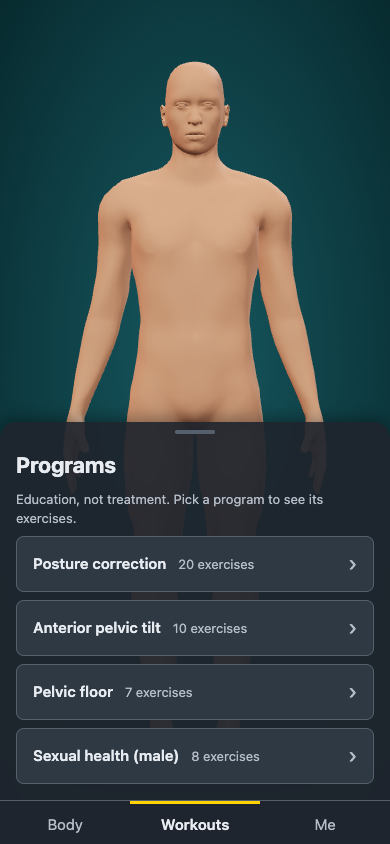 Programs
Education, not treatment. Pick a program to see its
exercises.
Posture correction 20 exercises
Anterior pelvic tilt 10 exercises
Pelvic floor 7 exercises
Sexual health (male) 8 exercises
Body Workouts Me